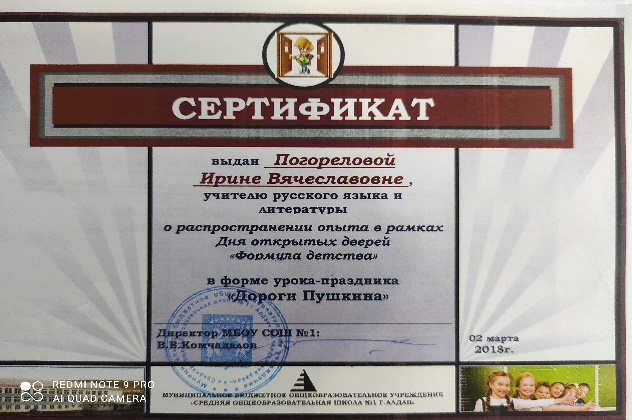 СЕРТИФИКАТ
выдан Погореловой
Ирине Вячеславовне,
учителю русского языка и
литературы
о распространении опыта в рамках
Дня открытых дверей
«Формула детства»
в форме урока-праздника
«Дороги Пушкина»
Директор МБОУ СОШ №1:
В.В.Комчадалов
02 марта
2018г.
МУНИЦИПАЛЬНОЕ БЮДЖЕТНОЕ ОБЩЕОБРАЗОВАТЕЛЬНОЕ УЧРЕЖДЕНИЕ
«СРЕДНЯЯ ОБЩЕОБРАЗОВАТЕЛЬНАЯ ШКОЛА №1 Г.АЛДАН»
REDMI NOTE 9 PRO
AI QUAD CAMERA